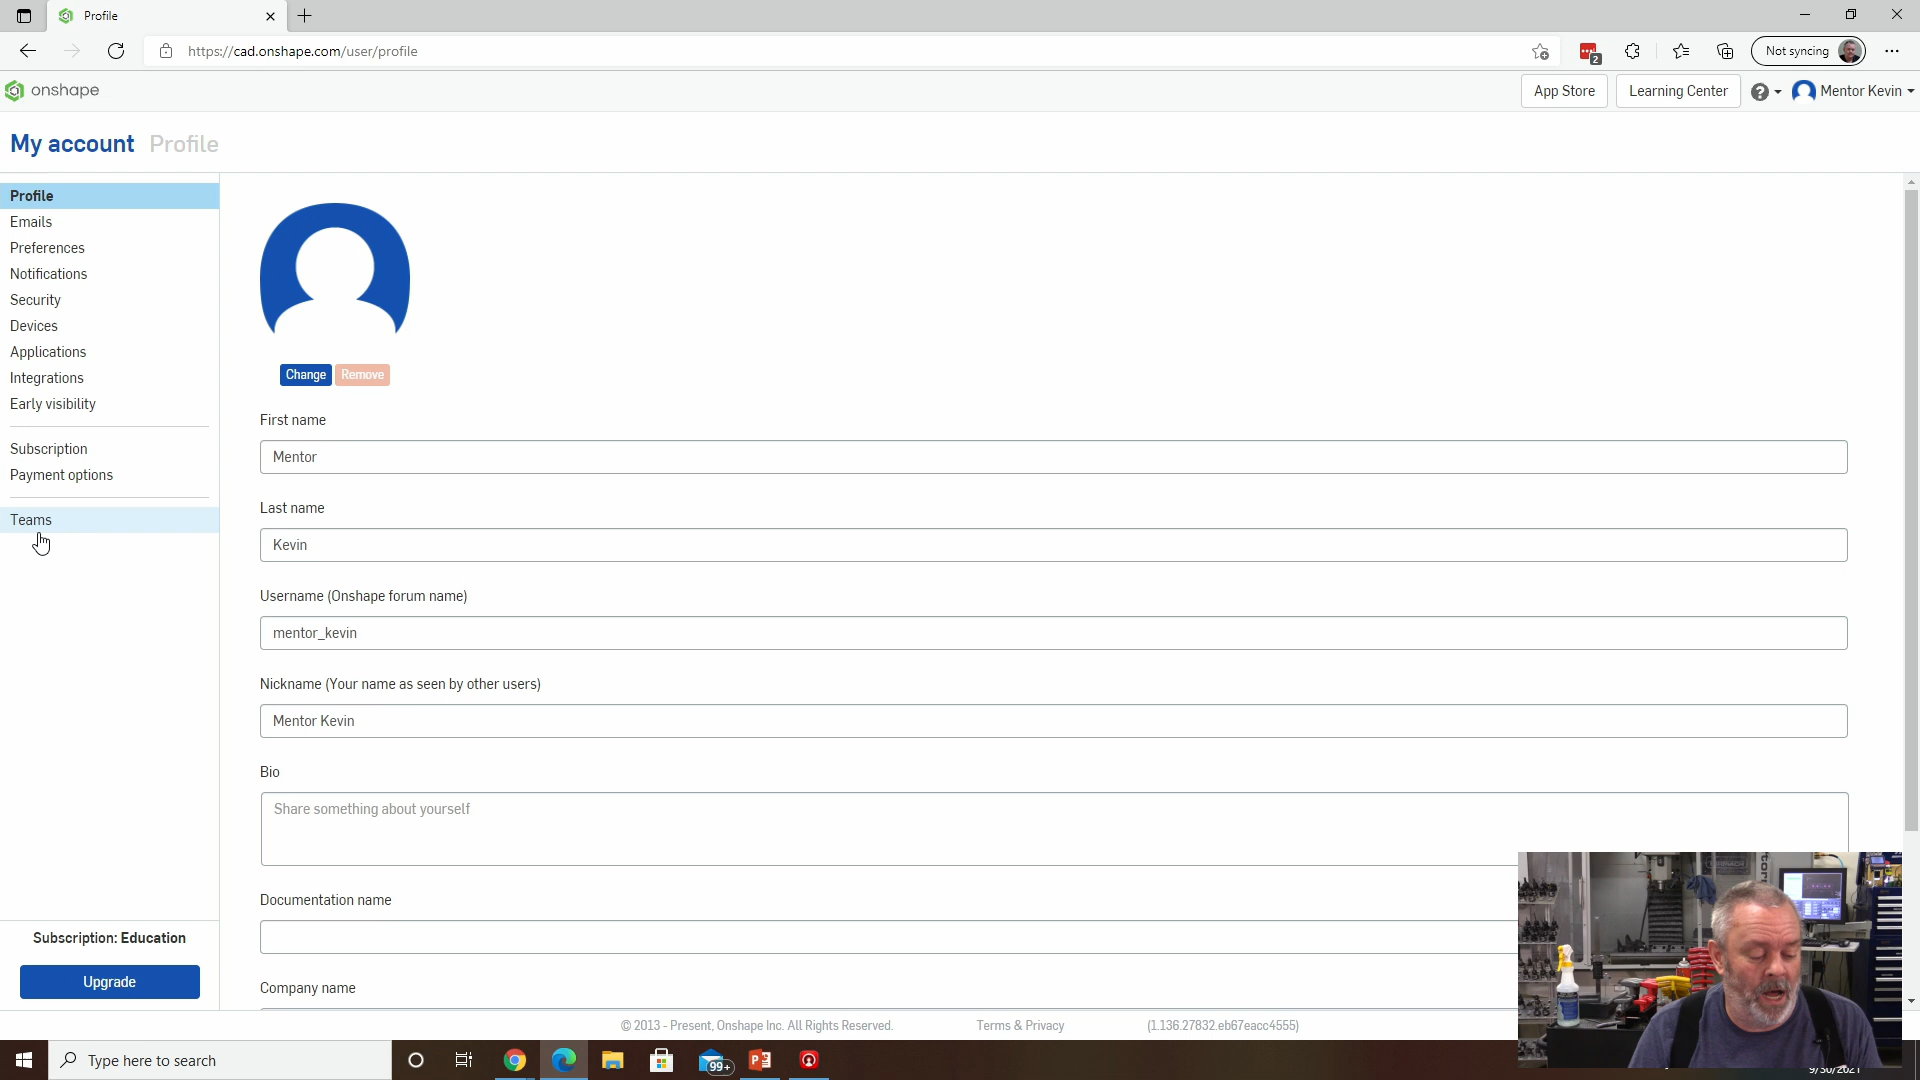 Profile
https://cad.onshape.com/user/profile
2
Not syncing
onshape
App Store
Learning Center
Mentor Kevin
My account Profile
Profile
Emails
Preferences
Notifications
Security
Devices
Applications
Integrations
Early visibility
Subscription
Payment options
Teams
Subscription: Education
Upgrade
Change
Remove
First name
Mentor
Last name
Kevin
Username (Onshape forum name)
mentor_kevin
Nickname (Your name as seen by other users)
Mentor Kevin
Bio
Share something about yourself
Documentation name
Company name
© 2013 - Present, Onshape Inc. All Rights Reserved.
Terms & Privacy
(1.136.27832.eb67eacc4555)
Type here to search
99+
9/30/2021